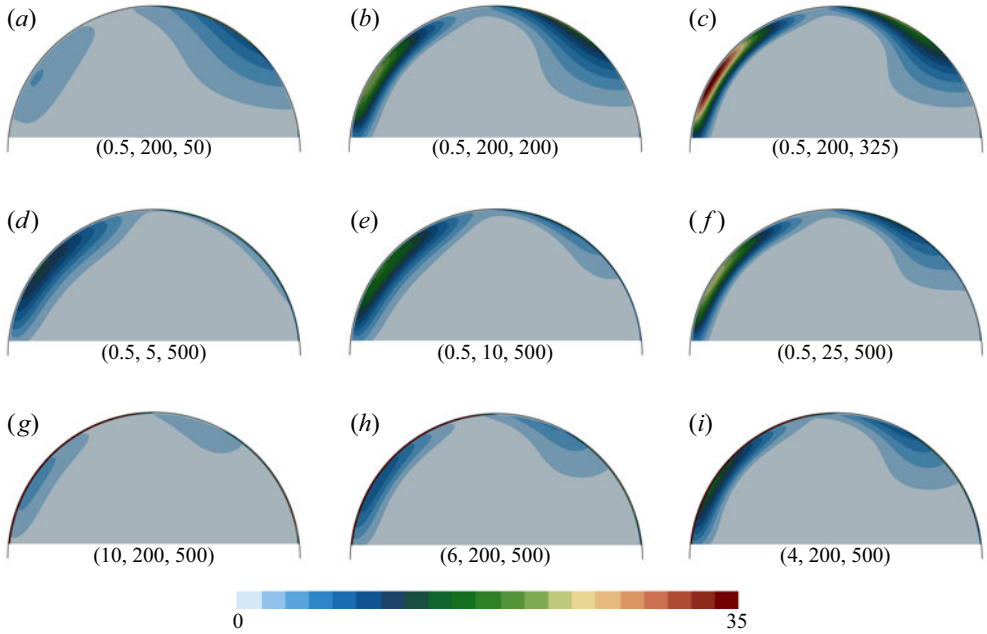 (a) (b) (c)
(0.5, 200, 50) (0.5, 200, 200) (0.5, 200, 325)
(d) (e) (f)
(0.5, 5, 500) (0.5, 10, 500) (0.5, 25, 500)
(g) (h) (i)
(10, 200, 500) (6, 200, 500) (4, 200, 500)
0 35